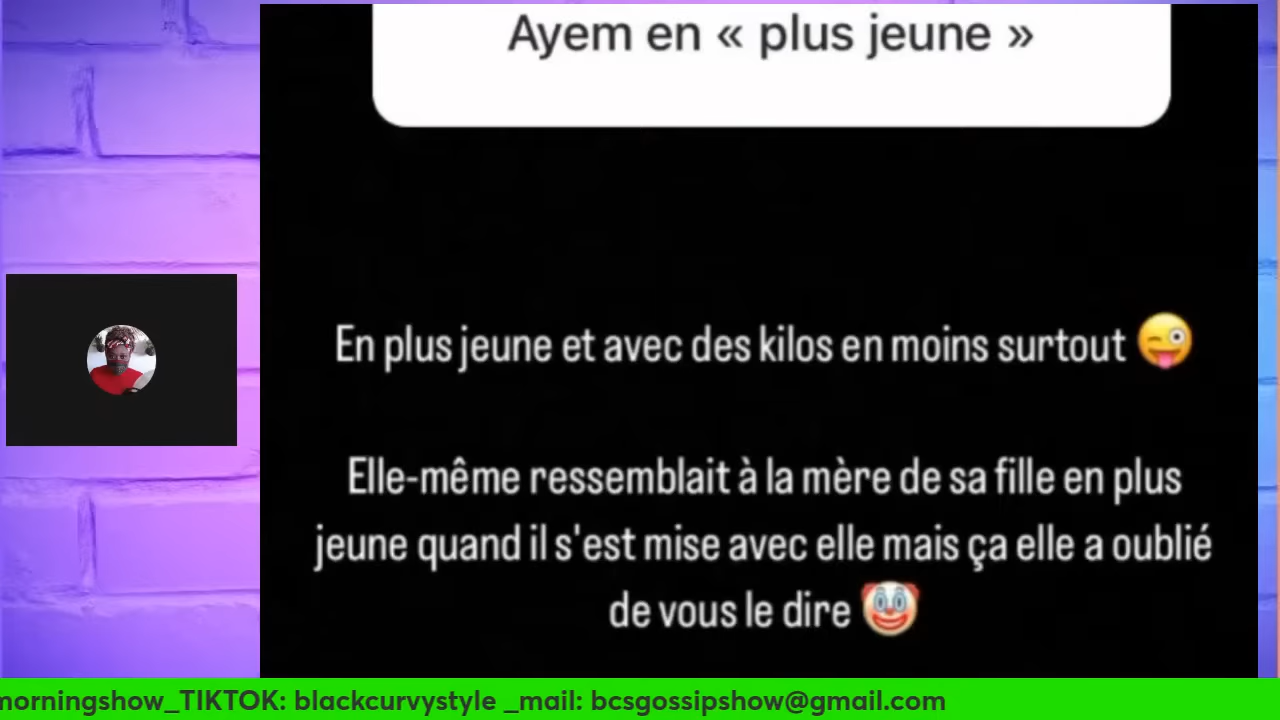 Ayem en « plus jeune »
En plus jeune et avec des kilos en moins surtout 😜
Elle-même ressemblait à la mère de sa fille en plus
jeune quand il s'est mise avec elle mais ça elle a oublié
de vous le dire 🤡
morningshow_TIKTOK: blackcurvystyle _mail: bcsgossipshow@gmail.com